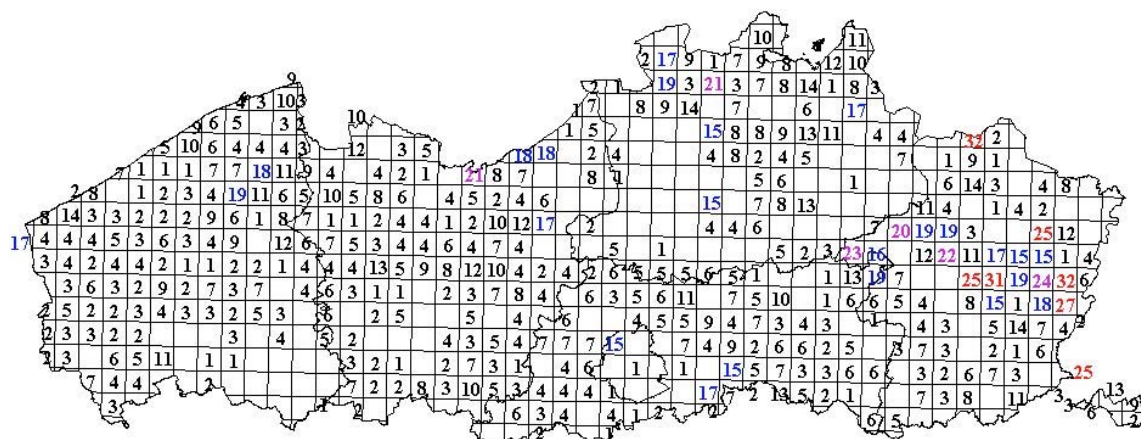 10 11
2 17 9 1 7 9 8 12 10
9 2 1 19 3 21 3 7 8 14 1 8 3
4 3 10 3 10 1 7 8 9 14 7 6 17
9 6 5 3 2 1 5 15 8 8 9 13 11 4 4 32 2
5 10 6 4 4 4 3 12 3 5 18 18 2 4 4 8 2 4 5 7 1 9 1
7 1 1 1 7 7 18 11 9 4 4 2 1 21 8 7 8 1 5 6 1 6 14 3 4 8
2 8 1 2 3 4 19 11 6 5 10 5 8 6 4 5 2 4 6 15 7 8 13 11 4 1 4 2
8 14 3 3 2 2 2 9 6 1 8 7 1 1 2 4 4 1 2 10 12 17 2 4 4 6 20 19 19 3 25 12
17 4 4 4 5 3 6 3 4 9 12 6 7 5 3 4 4 6 4 7 4 5 1 5 2 3 23 16 12 22 11 17 15 15 1 4
3 4 2 4 4 2 1 1 2 2 1 4 4 4 13 5 9 8 12 10 4 2 4 2 6 5 5 5 6 5 1 1 13 19 7 25 31 19 24 32 6
3 6 3 2 9 2 7 3 7 4 6 3 1 1 2 3 7 8 4 6 3 5 6 11 7 5 10 1 6 6 5 4 8 15 1 18 27
2 5 2 2 3 4 3 3 2 5 3 6 2 5 5 4 6 4 5 5 9 4 7 3 4 3 1 4 3 5 14 7 4 2
2 3 3 2 2 3 4 5 2 4 3 5 4 7 7 7 15 7 4 9 2 6 6 2 5 3 7 3 2 1 6
2 3 6 5 11 1 1 3 2 1 2 7 3 1 4 6 1 1 15 5 7 3 3 6 6 3 2 6 7 3 25
7 4 4 2 7 2 2 8 3 10 5 3 4 4 4 1 17 7 2 13 5 2 1 7 3 8 11 3 13
3 1 2 6 3 4 4 1 2 2 6 5 6 9
2 1 2